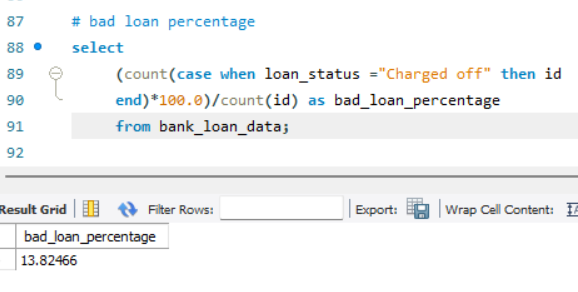 87 # bad loan percentage
88 select
89 (count(case when loan_status ="Charged off" then id
90 end)*100.0)/count(id) as bad_loan_percentage
91 from bank_loan_data;
92
Result Grid Filter Rows: Export: Wrap Cell Content:
bad_loan_percentage
13.82466